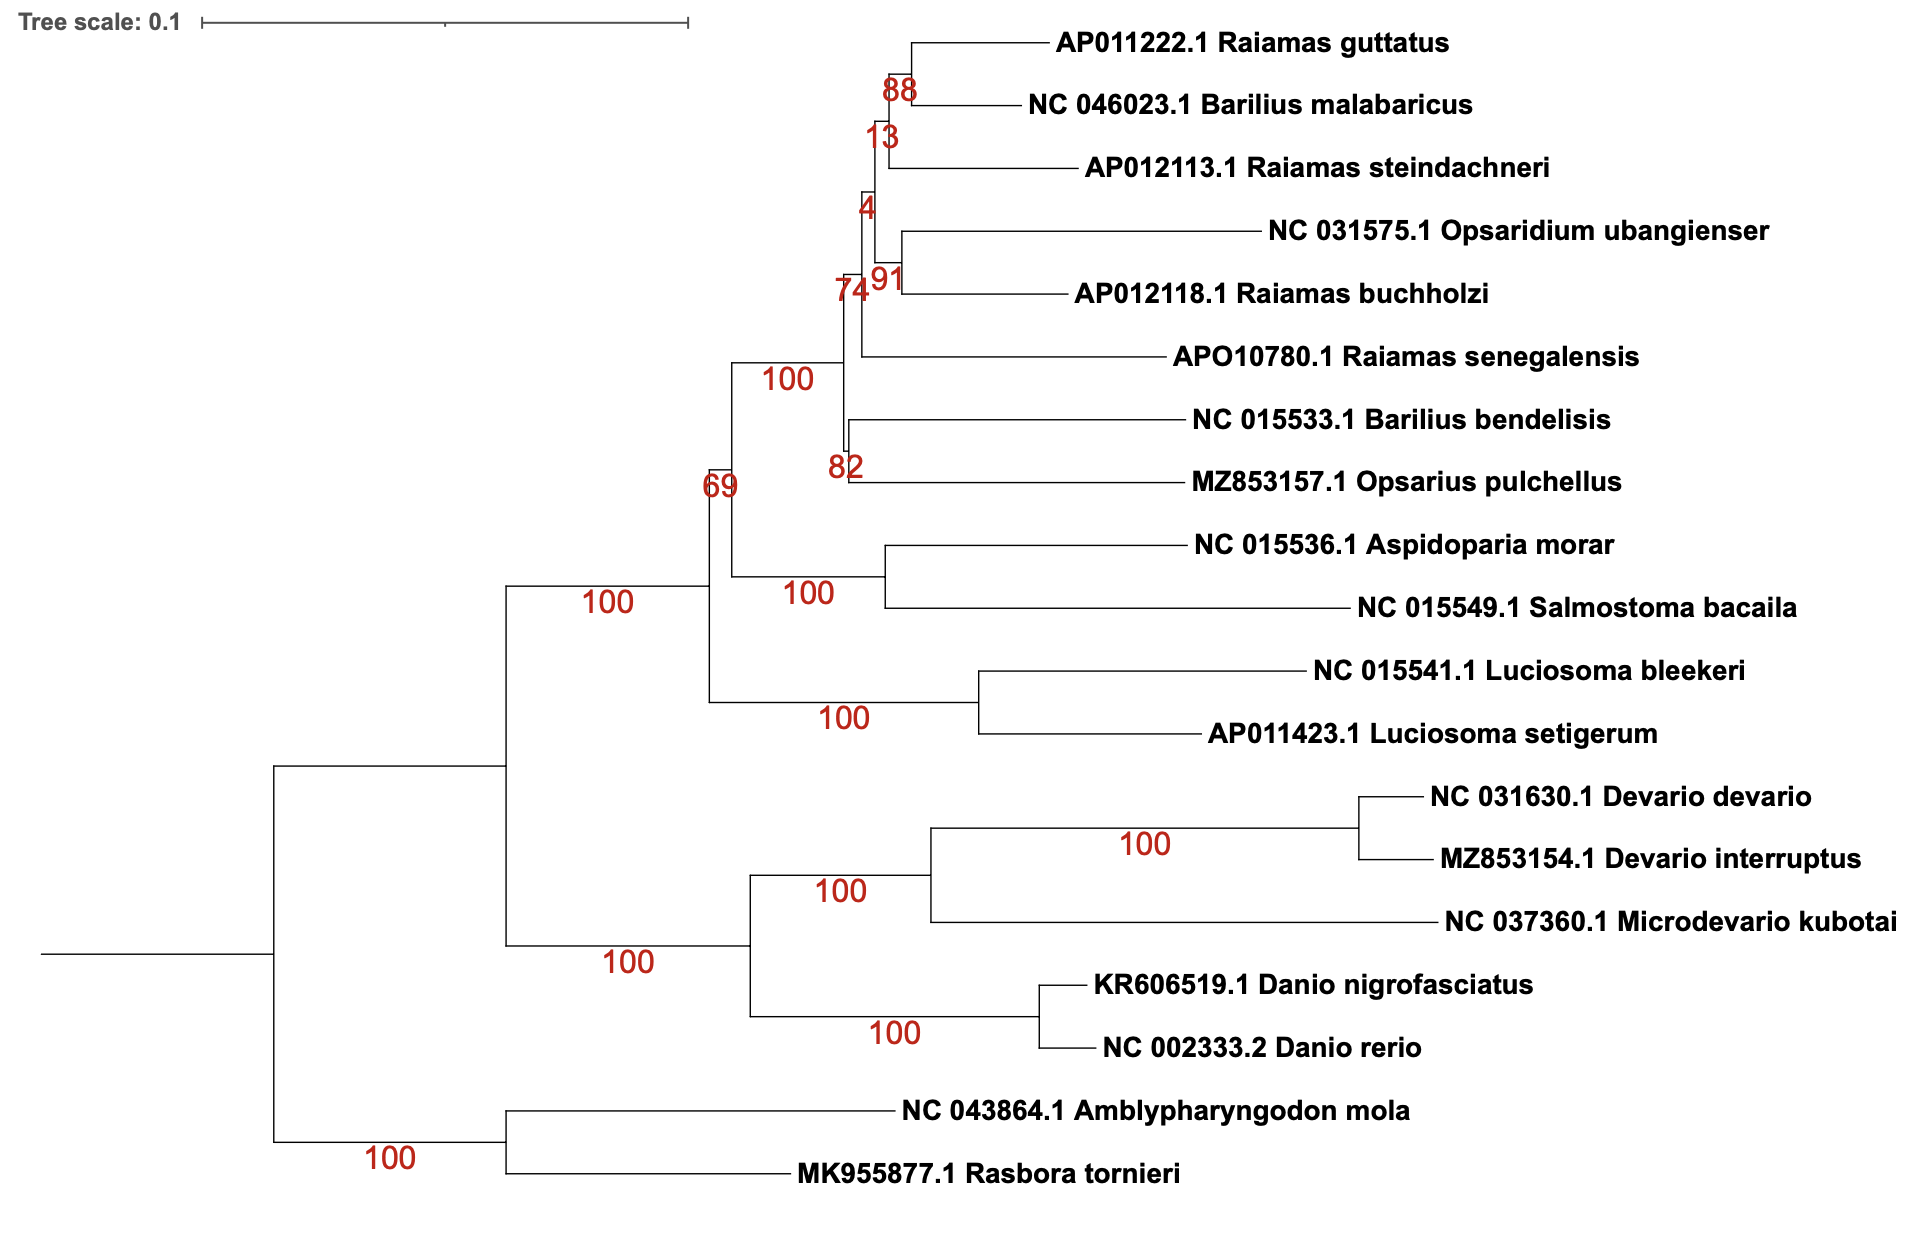 Tree scale: 0.1
AP011222.1 Raiamas guttatus
88
NC 046023.1 Barilius malabaricus
13
AP012113.1 Raiamas steindachneri
4
NC 031575.1 Opsaridium ubangienser
91
74
AP012118.1 Raiamas buchholzi
APO10780.1 Raiamas senegalensis
100
NC 015533.1 Barilius bendelisis
82
69
MZ853157.1 Opsarius pulchellus
NC 015536.1 Aspidoparia morar
100
100
NC 015549.1 Salmostoma bacaila
NC 015541.1 Luciosoma bleekeri
100
AP011423.1 Luciosoma setigerum
NC 031630.1 Devario devario
100
MZ853154.1 Devario interruptus
100
NC 037360.1 Microdevario kubotai
100
KR606519.1 Danio nigrofasciatus
100
NC 002333.2 Danio rerio
NC 043864.1 Amblypharyngodon mola
100
MK955877.1 Rasbora tornieri